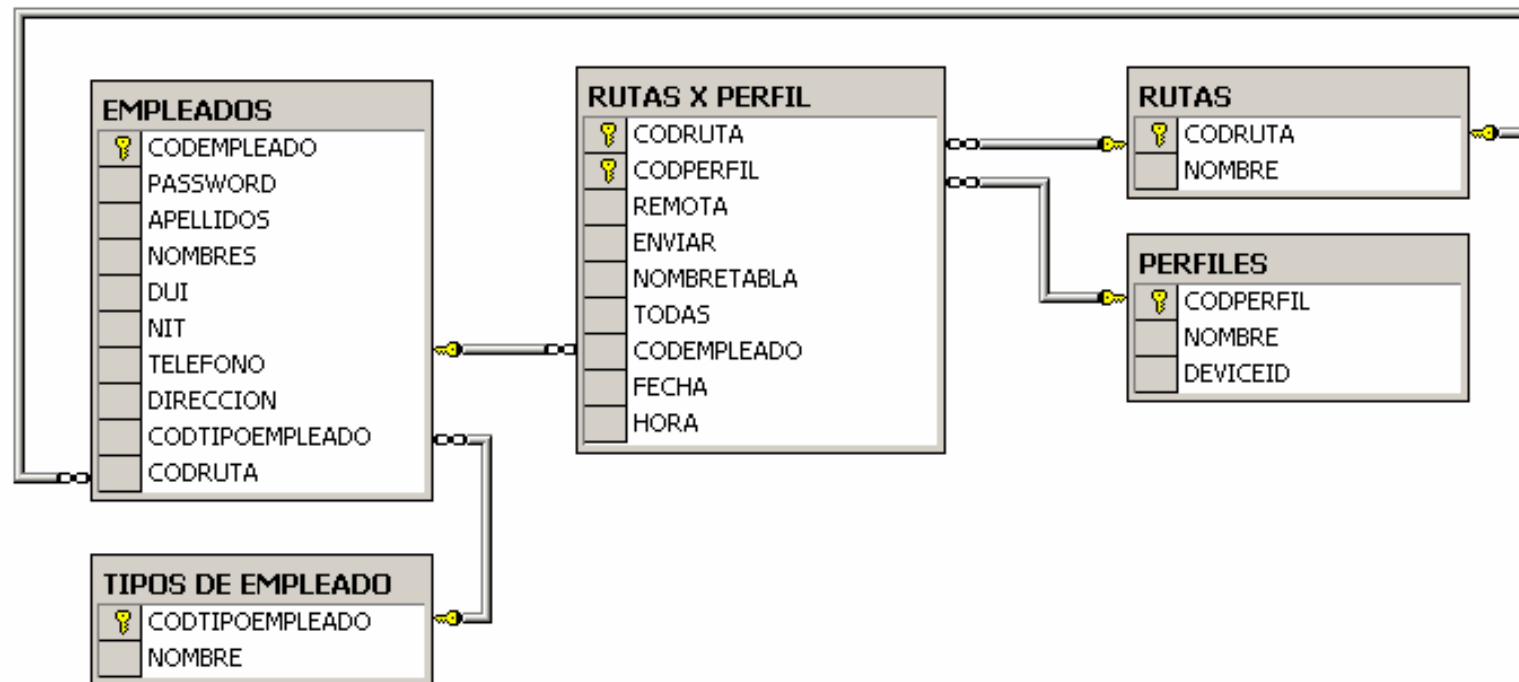 EMPLEADOS
CODEMPLEADO
PASSWORD
APELLIDOS
NOMBRES
DUI
NIT
TELEFONO
DIRECCION
CODTIPOEMPLEADO
CODRUTA
TIPOS DE EMPLEADO
CODTIPOEMPLEADO
NOMBRE
RUTAS X PERFIL
CODRUTA
CODPERFIL
REMOTA
ENVIAR
NOMBRETABLA
TODAS
CODEMPLEADO
FECHA
HORA
RUTAS
CODRUTA
NOMBRE
PERFILES
CODPERFIL
NOMBRE
DEVICEID